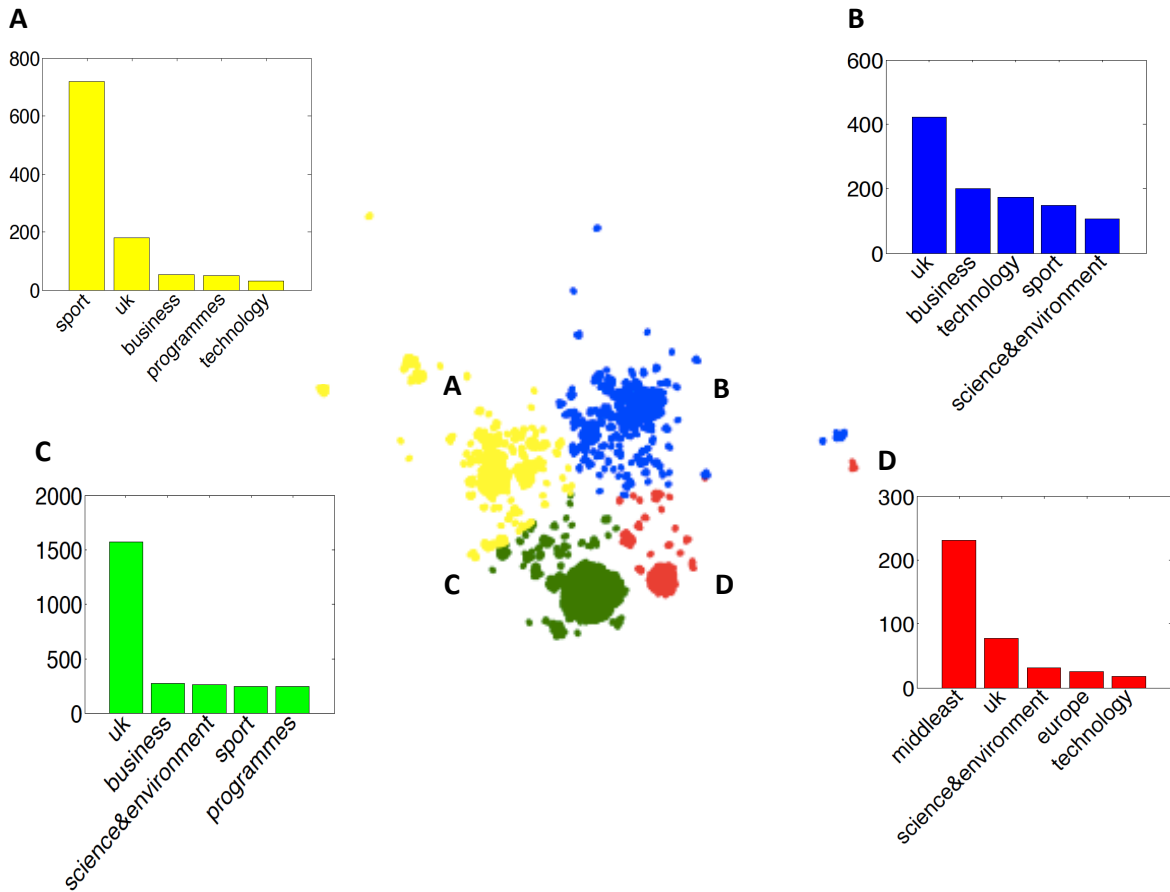 A
800
600
400
200
0
sport
uk
business
programmes
technology
B
600
400
200
0
uk
business
technology
sport
science&environment
A
B
C
2000
1500
1000
500
0
uk
business
science&environment
sport
programmes
C
D
D
300
200
100
0
middleast
uk
science&environment
europe
technology